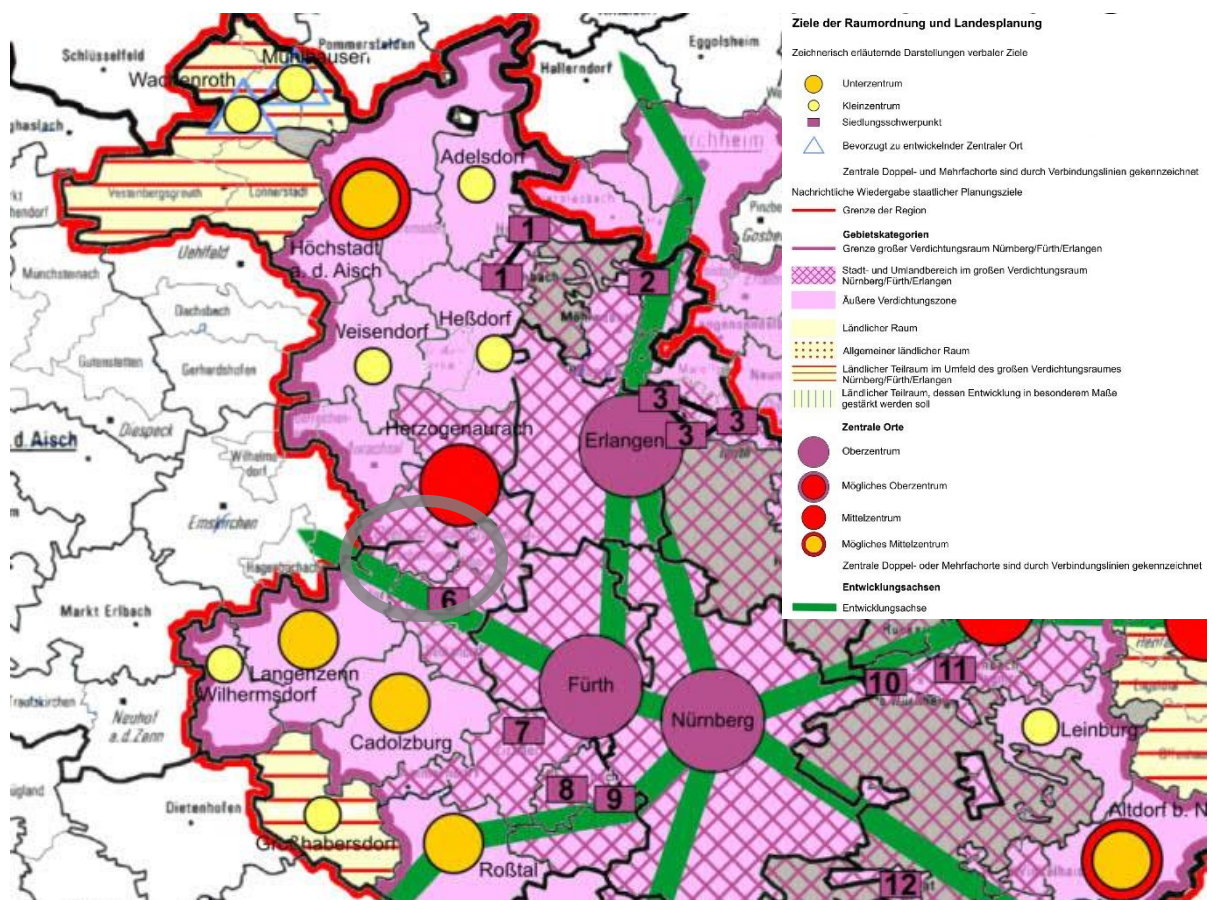 Schlüsselfeld
Pommersfelden
Eggolsheim
Mühlhausen
Hallerndorf
Wachenroth
Adelsdorf
Vestenbergsgreuth
Lonnerstadt
Höchstadt
a. d. Aisch
1
1
2
Uehlfeld
Munchsteinach
Dachsbach
Gutenstetten
Gerhardshofen
Weisendorf
Heßdorf
Diespeck
d. Aisch
Herzogenaurach
3
3
3
Erlangen
Wilhelms
dorf
Emskirchen
Hagenbüchach
6
Markt Erlbach
Langenzenn
Wilhermsdorf
Fürth
Nürnberg
10
11
Leinburg
Neuhof
a.d. Zenn
Cadolzburg
7
8
9
Dietenhofen
Großhabersdorf
Roßtal
Altdorf b. N
12
Ziele der Raumordnung und Landesplanung
Zeichnerisch erläuternde Darstellungen verbaler Ziele
Unterzentrum
Kleinzentrum
Siedlungsschwerpunkt
Bevorzugt zu entwickelnder Zentraler Ort
Zentrale Doppel- und Mehrfachorte sind durch Verbindungslinien gekennzeichnet
Nachrichtliche Wiedergabe staatlicher Planungsziele
Grenze der Region
Gebietskategorien
Grenze großer Verdichtungsraum Nürnberg/Fürth/Erlangen
Stadt- und Umlandbereich im großen Verdichtungsraum
Nürnberg/Fürth/Erlangen
Äußere Verdichtungszone
Ländlicher Raum
Allgemeiner ländlicher Raum
Ländlicher Teilraum im Umfeld des großen Verdichtungsraumes
Nürnberg/Fürth/Erlangen
Ländlicher Teilraum, dessen Entwicklung in besonderem Maße
gestärkt werden soll
Zentrale Orte
Oberzentrum
Mögliches Oberzentrum
Mittelzentrum
Mögliches Mittelzentrum
Zentrale Doppel- oder Mehrfachorte sind durch Verbindungslinien gekennzeichnet
Entwicklungsachsen
Entwicklungsachse